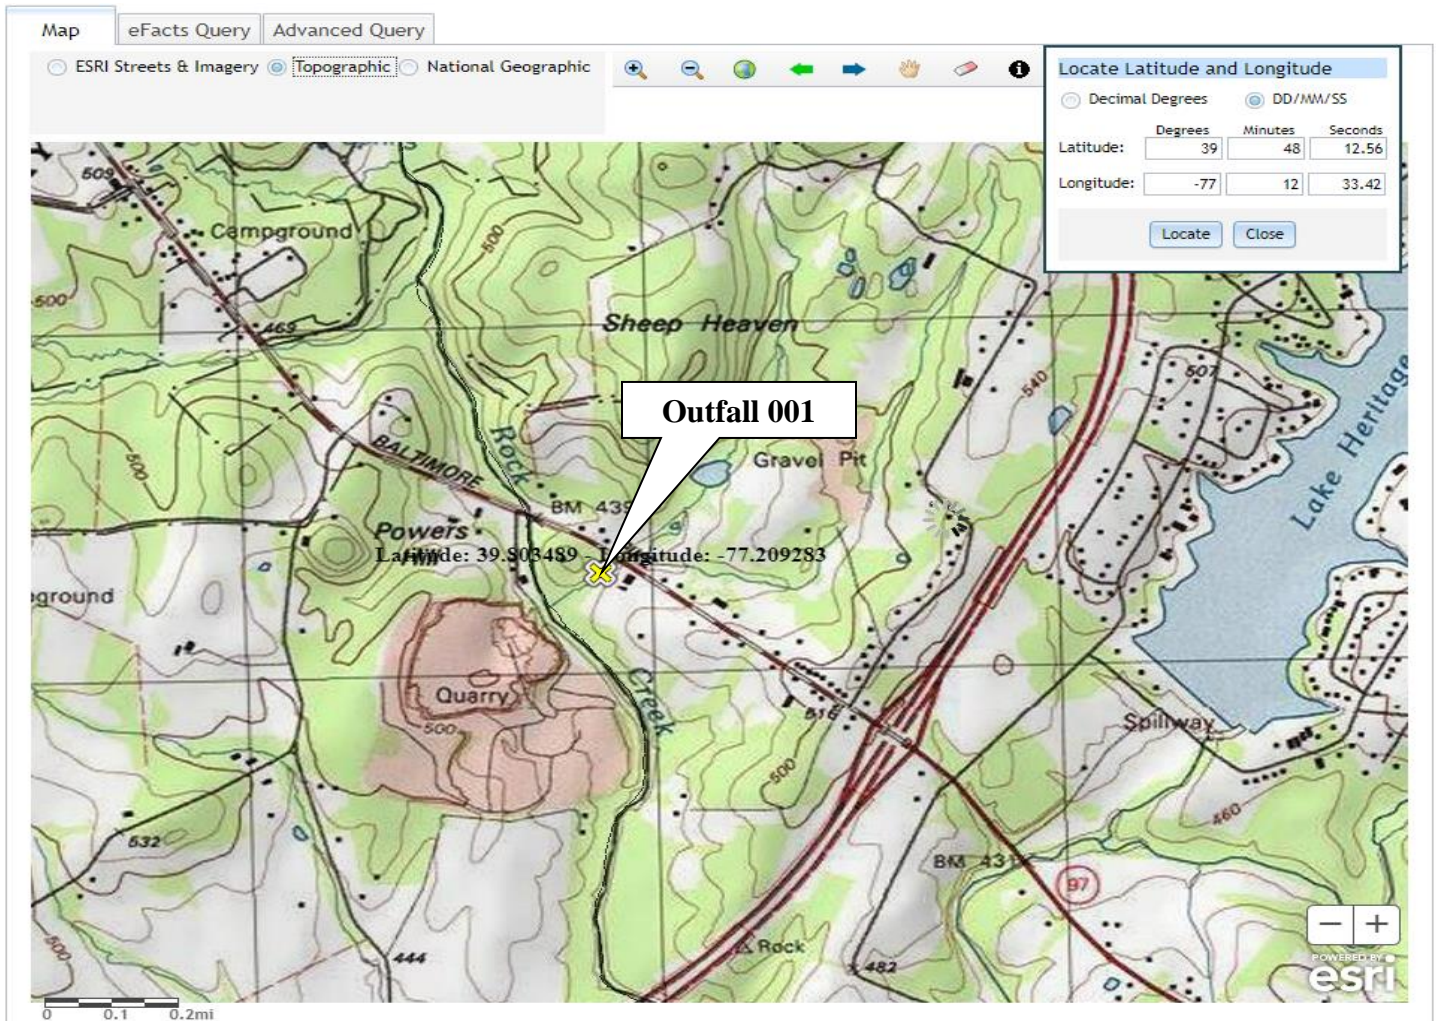 Map eFacts Query Advanced Query
ESRI Streets & Imagery Topographic National Geographic
Locate Latitude and Longitude
Decimal Degrees DD/MM/SS
Degrees Minutes Seconds
Latitude: 39 48 12.56
Longitude: -77 12 33.42
Locate Close
509
Campground
500
500
469
Sheep Heaven
540
507
Lake Heritage
Outfall 001
Rock
BALTIMORE
500
Gravel Pit
BM 439
Powers
Latitude: 39.803489 - Longitude: -77.209283
Hill
ground
Quarry
Creek
500
516
Spillway
500
460
532
BM 431
97
500
444
Rock
482
POWERED BY
esri
0 0.1 0.2mi